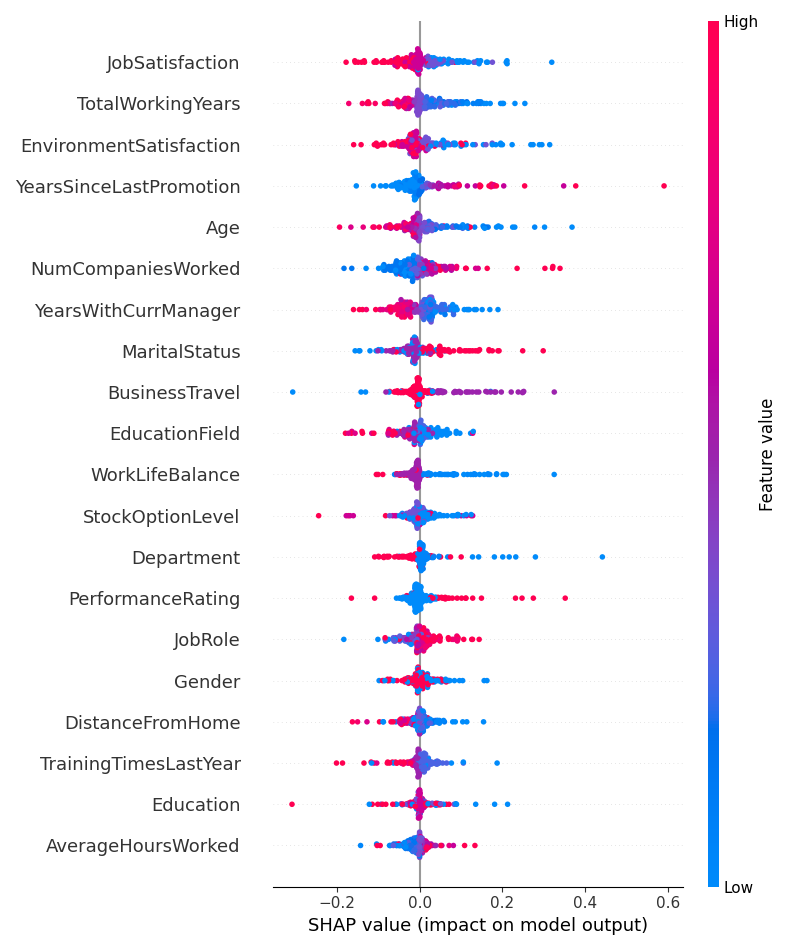 High
JobSatisfaction
TotalWorkingYears
EnvironmentSatisfaction
YearsSinceLastPromotion
Age
NumCompaniesWorked
YearsWithCurrManager
MaritalStatus
BusinessTravel
EducationField
WorkLifeBalance
StockOptionLevel
Department
PerformanceRating
JobRole
Gender
DistanceFromHome
TrainingTimesLastYear
Education
AverageHoursWorked
Feature value
Low
−0.2 0.0 0.2 0.4 0.6
SHAP value (impact on model output)